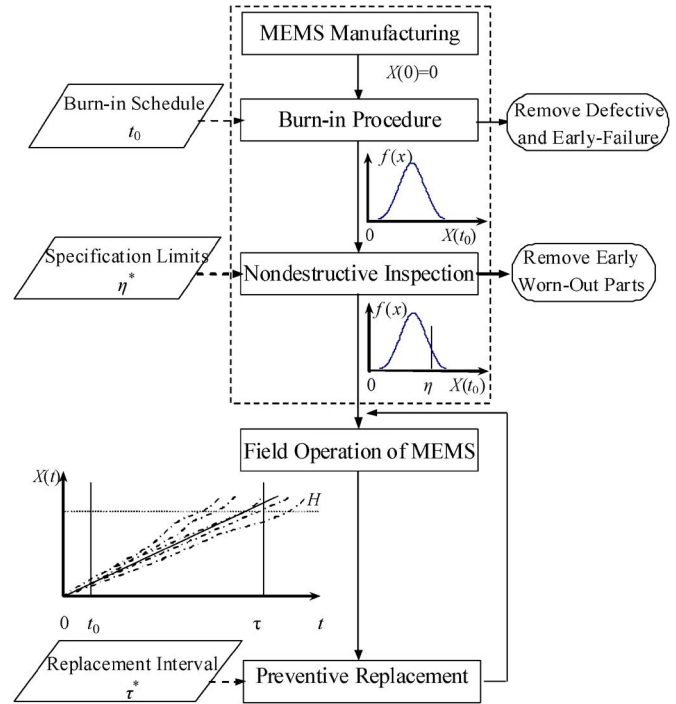 MEMS Manufacturing
X(0)=0
Burn-in Schedule
t0
Burn-in Procedure
Remove Defective
and Early-Failure
f(x)
0
X(t0)
Specification Limits
η*
Nondestructive Inspection
Remove Early
Worn-Out Parts
f(x)
0
η
X(t0)
Field Operation of MEMS
X(t)
H
0
t0
τ
t
Replacement Interval
τ*
Preventive Replacement